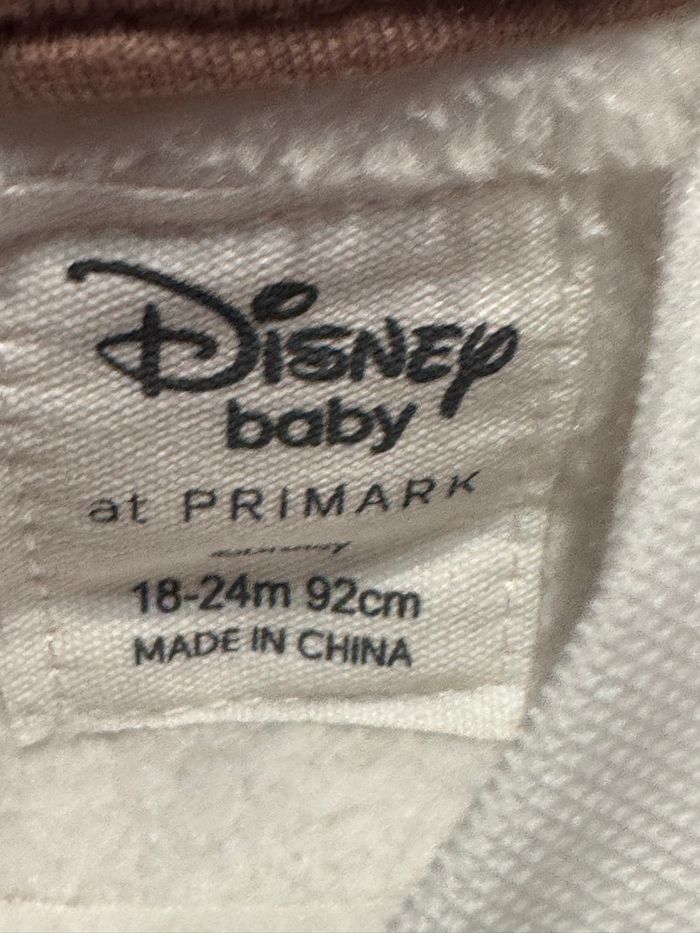 Disney
baby
at PRIMARK
18-24m 92cm
MADE IN CHINA